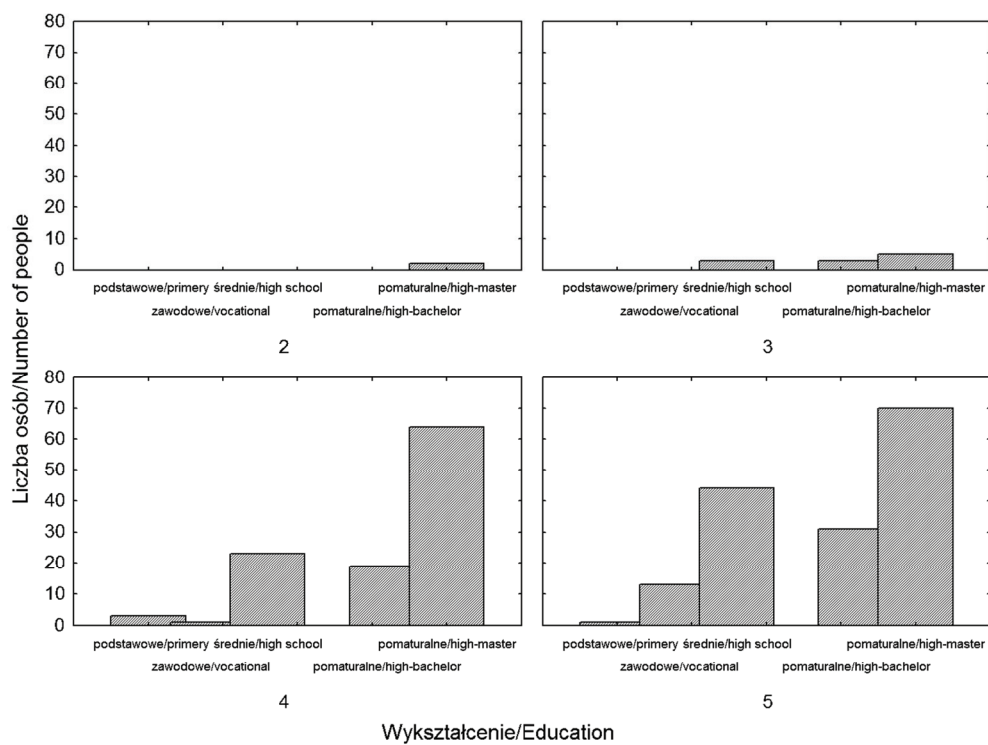 Liczba osób/Number of people
80
70
60
50
40
30
20
10
0
podstawowe/primery średnie/high school pomaturalne/high-master
zawodowe/vocational pomaturalne/high-bachelor
2
podstawowe/primery średnie/high school pomaturalne/high-master
zawodowe/vocational pomaturalne/high-bachelor
3
80
70
60
50
40
30
20
10
0
podstawowe/primery średnie/high school pomaturalne/high-master
zawodowe/vocational pomaturalne/high-bachelor
4
podstawowe/primery średnie/high school pomaturalne/high-master
zawodowe/vocational pomaturalne/high-bachelor
5
Wykształcenie/Education